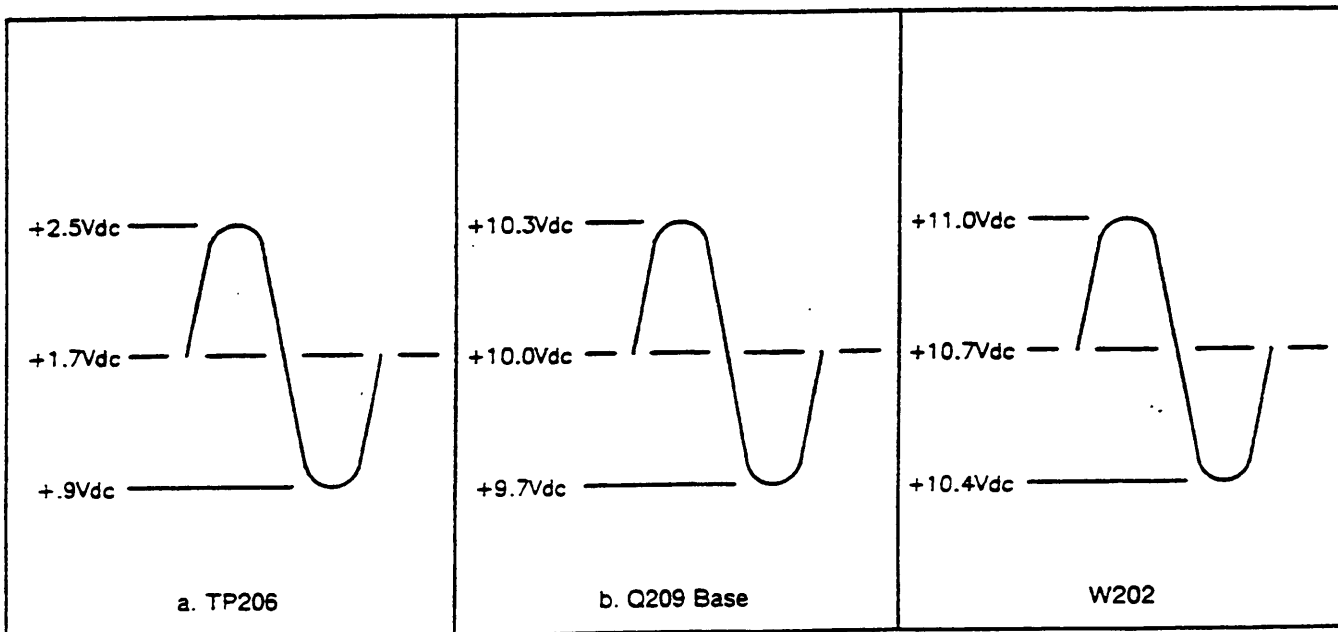 +2.5Vdc
+1.7Vdc
+.9Vdc
a. TP206
+10.3Vdc
+10.0Vdc
+9.7Vdc
b. Q209 Base
+11.0Vdc
+10.7Vdc
+10.4Vdc
W202